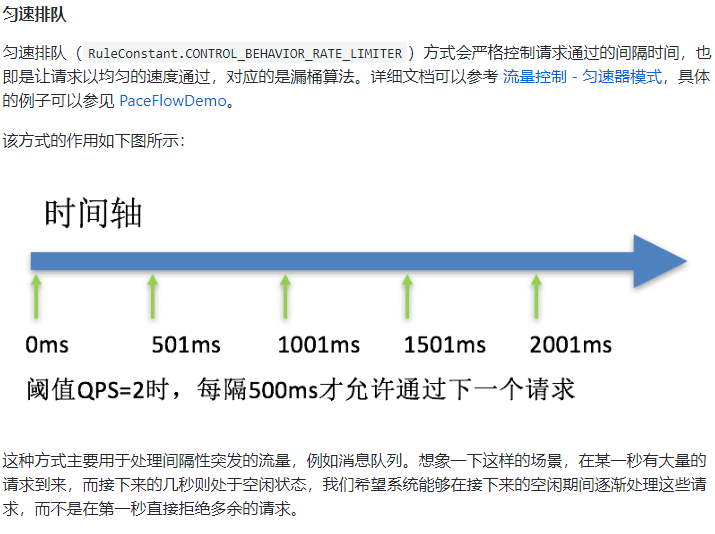 匀速排队
匀速排队（RuleConstant.CONTROL_BEHAVIOR_RATE_LIMITER）方式会严格控制请求通过的间隔时间，也
即是让请求以均匀的速度通过，对应的是漏桶算法。详细文档可以参考 流量控制 - 匀速器模式，具体
的例子可以参见 PaceFlowDemo。
该方式的作用如下图所示：
时间轴
0ms 501ms 1001ms 1501ms 2001ms
阈值QPS=2时，每隔500ms才允许通过下一个请求
这种方式主要用于处理间隔性突发的流量，例如消息队列。想象一下这样的场景，在某一秒有大量的
请求到来，而接下来的几秒则处于空闲状态，我们希望系统能够在接下来的空闲期间逐渐处理这些请
求，而不是在第一秒直接拒绝多余的请求。